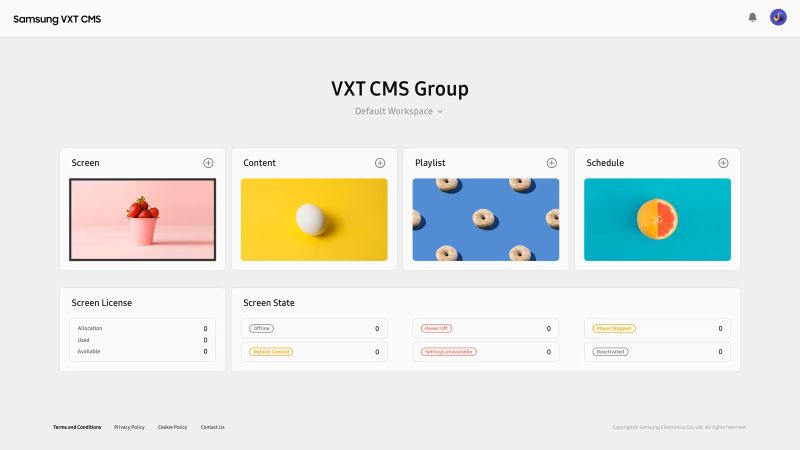 Samsung VXT CMS
VXT CMS Group
Default Workspace
Screen
Content
Playlist
Schedule
Screen License
Allocation 0
Used 0
Available 0
Screen State
Offline 0
Power Off 0
Player Stopped 0
Default Content 0
Settings Unavailable 0
Deactivated 0
Terms and Conditions Privacy Policy Cookie Policy Contact Us
Copyright© Samsung Electronics Co., Ltd. All rights reserved.